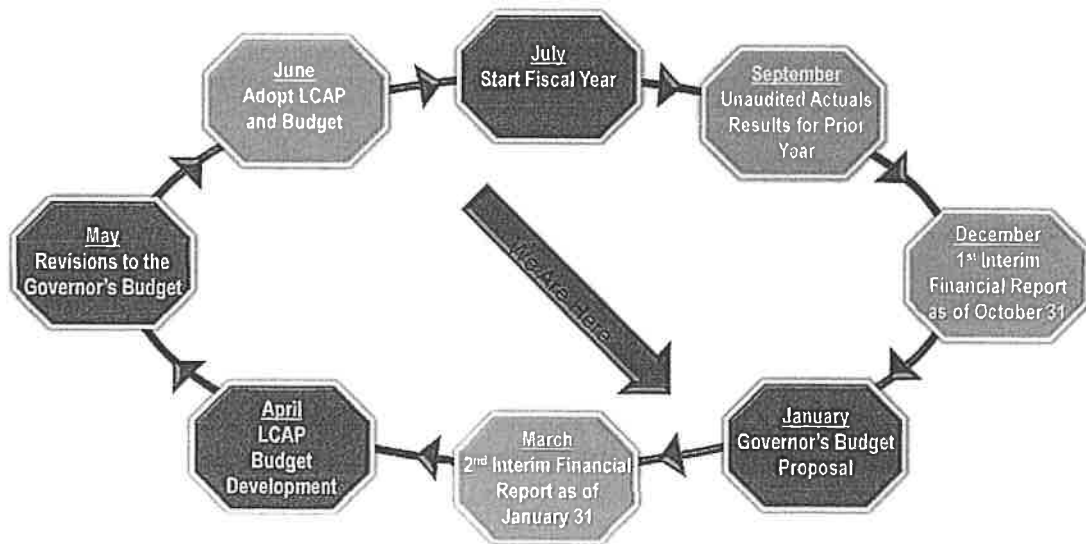 July
Start Fiscal Year
September
Unaudited Actuals
Results for Prior
Year
December
1st Interim
Financial Report
as of October 31
January
Governor's Budget
Proposal
March
2nd Interim Financial
Report as of
January 31
April
LCAP
Budget
Development
May
Revisions to the
Governor's Budget
June
Adopt LCAP
and Budget
We Are Here